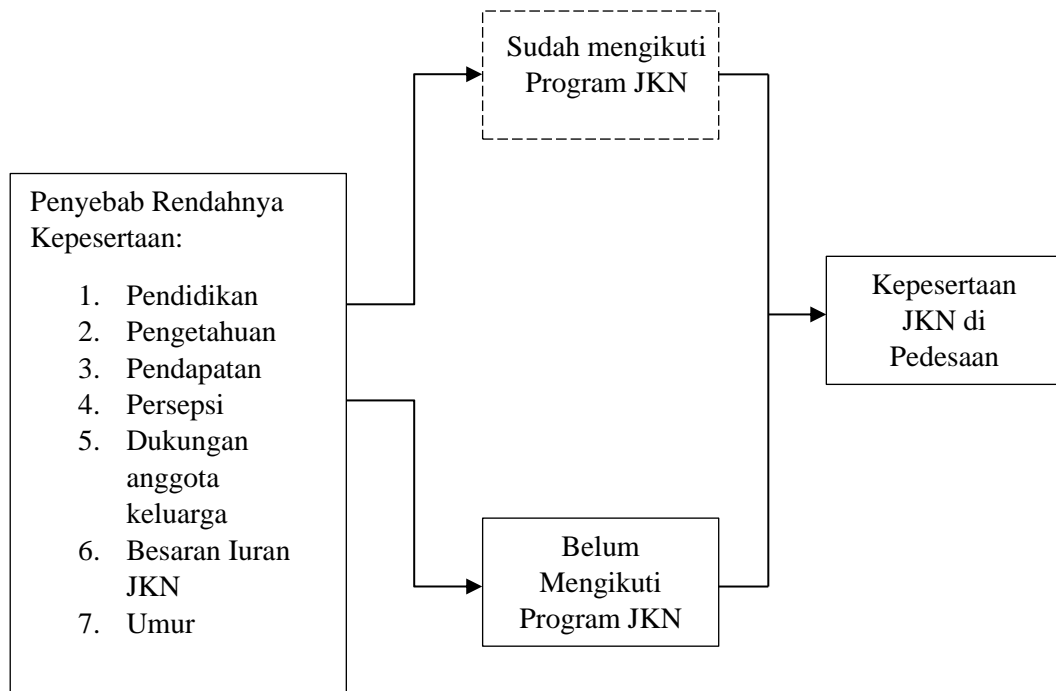 Sudah mengikuti
Program JKN
Penyebab Rendahnya
Kepesertaan:
1. Pendidikan
2. Pengetahuan
3. Pendapatan
4. Persepsi
5. Dukungan
anggota
keluarga
6. Besaran Iuran
JKN
7. Umur
Belum
Mengikuti
Program JKN
Kepesertaan
JKN di
Pedesaan